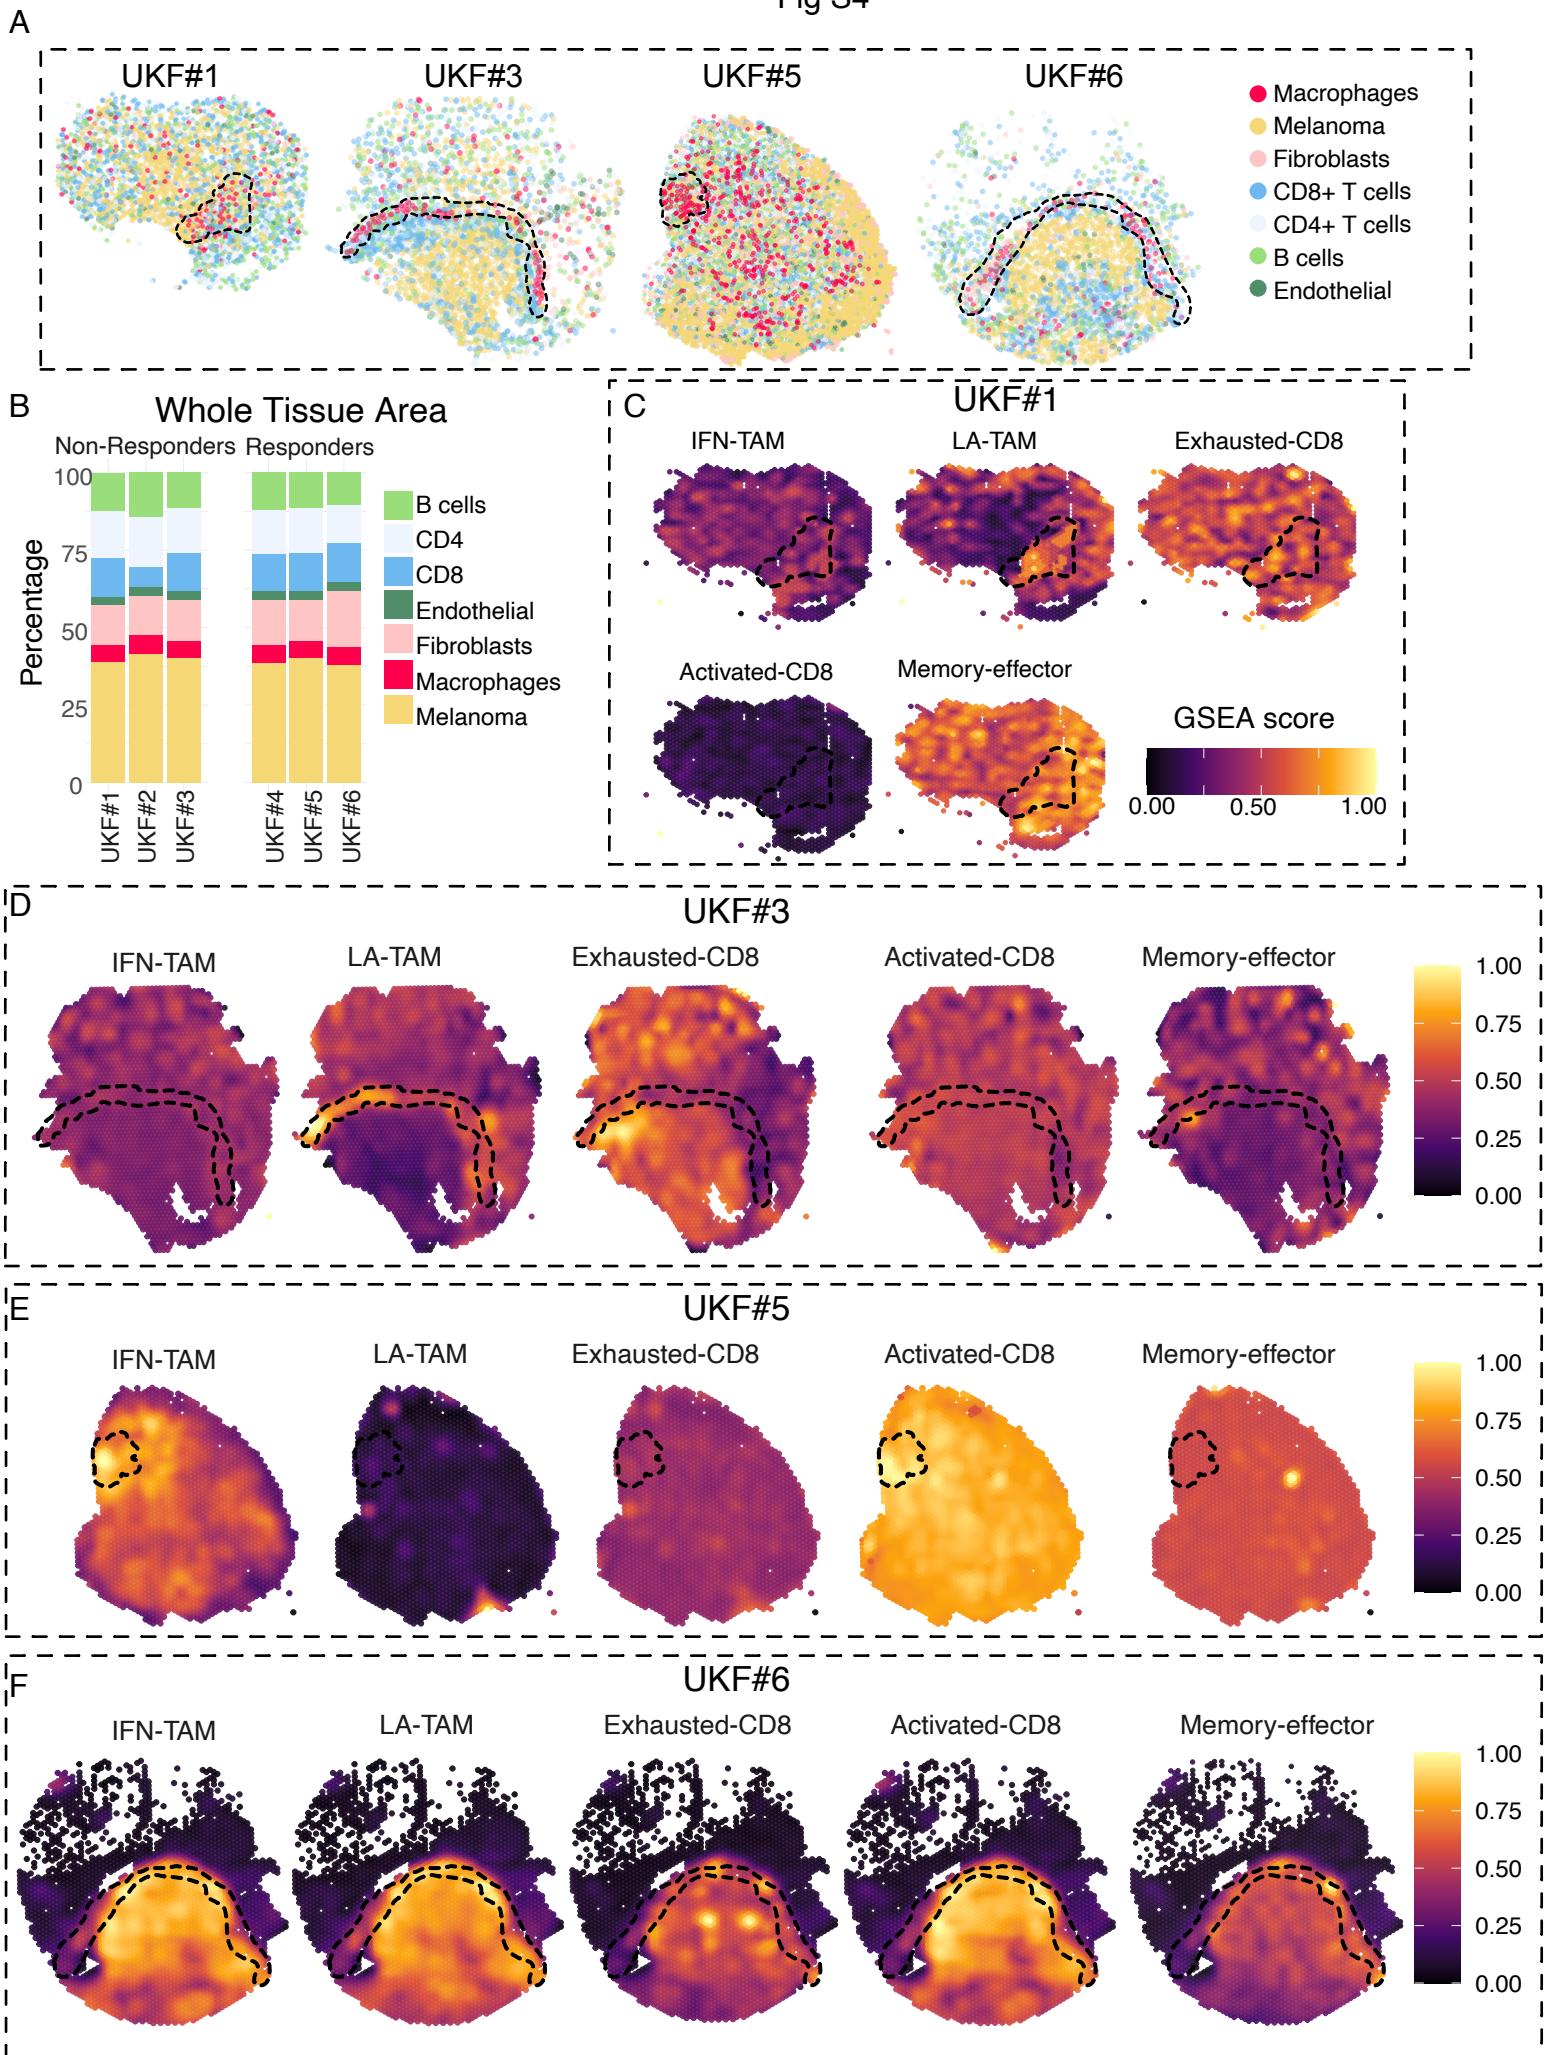 Fig S4
A
UKF#1 UKF#3 UKF#5 UKF#6
Macrophages
Melanoma
Fibroblasts
CD8+ T cells
CD4+ T cells
B cells
Endothelial
B
Whole Tissue Area
Non-Responders Responders
Percentage
100
75
50
25
0
UKF#1 UKF#2 UKF#3 UKF#4 UKF#5 UKF#6
B cells
CD4
CD8
Endothelial
Fibroblasts
Macrophages
Melanoma
C
UKF#1
IFN-TAM LA-TAM Exhausted-CD8
Activated-CD8 Memory-effector
GSEA score
0.00 0.50 1.00
D
UKF#3
IFN-TAM LA-TAM Exhausted-CD8 Activated-CD8 Memory-effector
1.00
0.75
0.50
0.25
0.00
E
UKF#5
IFN-TAM LA-TAM Exhausted-CD8 Activated-CD8 Memory-effector
1.00
0.75
0.50
0.25
0.00
F
UKF#6
IFN-TAM LA-TAM Exhausted-CD8 Activated-CD8 Memory-effector
1.00
0.75
0.50
0.25
0.00